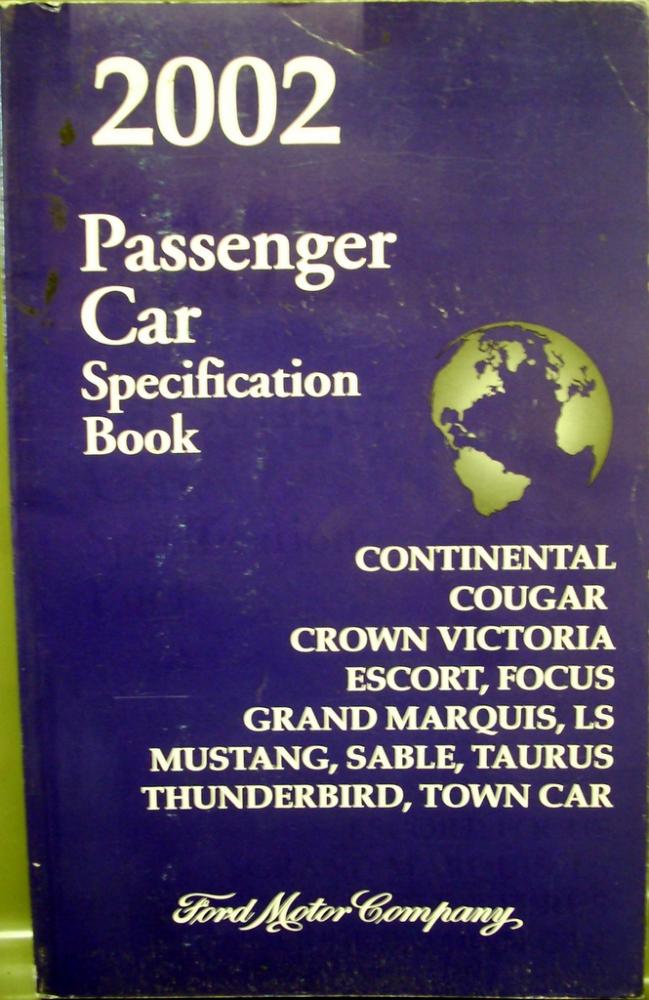 2002
Passenger
Car
Specification
Book
CONTINENTAL
COUGAR
CROWN VICTORIA
ESCORT, FOCUS
GRAND MARQUIS, LS
MUSTANG, SABLE, TAURUS
THUNDERBIRD, TOWN CAR
Ford Motor Company